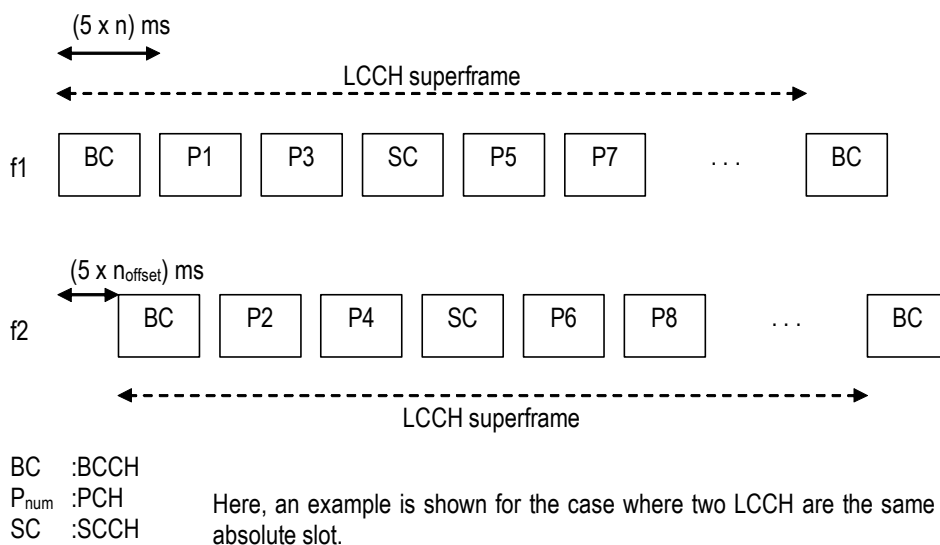 (5 x n) ms
LCCH superframe
f1 BC P1 P3 SC P5 P7 . . . BC
(5 x noffset) ms
f2 BC P2 P4 SC P6 P8 . . . BC
LCCH superframe
BC :BCCH
Pnum :PCH
SC :SCCH
Here, an example is shown for the case where two LCCH are the same
absolute slot.